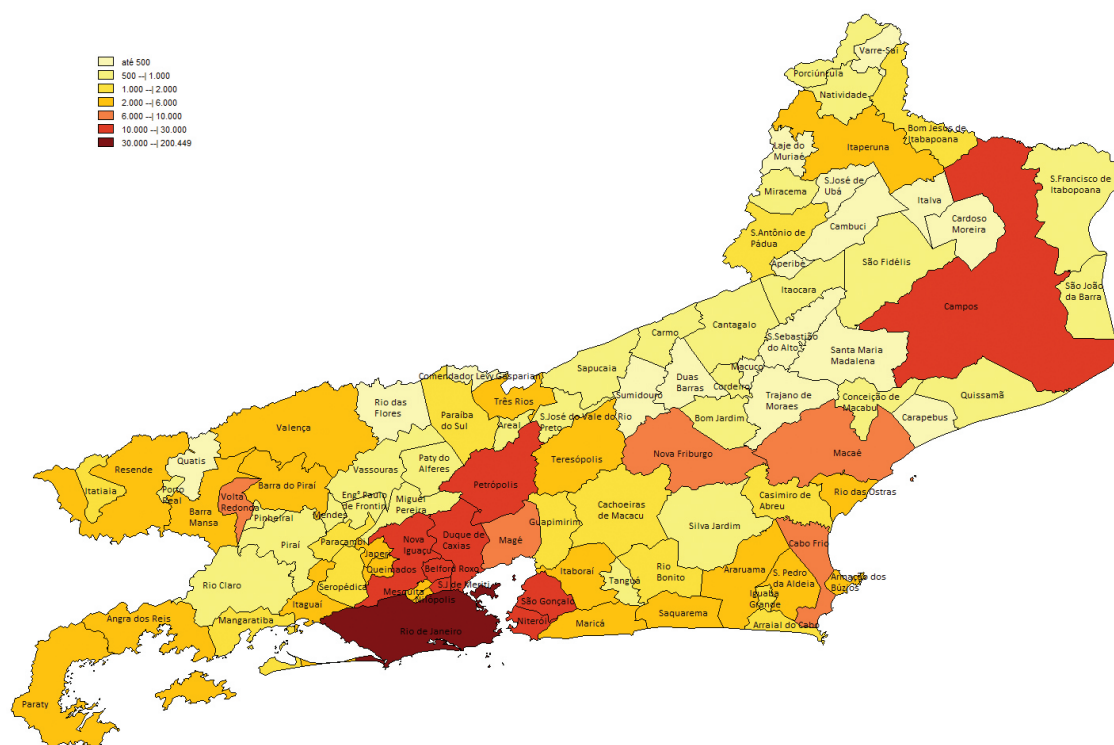 até 500
500 --| 1.000
1.000 --| 2.000
2.000 --| 6.000
6.000 --| 10.000
10.000 --| 30.000
30.000 --| 200.449
Varre-Sai
Porciúncula
Natividade
Bom Jesus de
Itabapoana
Itaperuna
Laje do
Muriaé
S.Francisco de
Itabopoana
Miracema
S.José de
Ubá
Italva
Cardoso
Moreira
Cambuci
S.Antônio de
Pádua
Aperibé
São Fidélis
São João
da Barra
Itaocara
Campos
Cantagalo
Carmo
S.Sebastião
do Alto
Santa Maria
Madalena
Macuco
Sapucaia
Duas
Barras
Cordeiro
Comendador Levy Gasparian
Sumidouro
Trajano de
Moraes
Conceição de
Macabu
Quissamã
Três Rios
Rio das
Flores
Paraíba
do Sul
Areal
S.José do Vale do Rio
Preto
Bom Jardim
Carapebus
Valença
Nova Friburgo
Macaé
Teresópolis
Quatis
Resende
Vassouras
Paty do
Alferes
Petrópolis
Itatiaia
Porto
Real
Volta
Redonda
Barra do Piraí
Engº Paulo
de Frontin
Miguel
Pereira
Mendes
Barra
Mansa
Pinheiral
Rio das Ostras
Casimiro de
Abreu
Cachoeiras
de Macacu
Guapimirim
Silva Jardim
Magé
Duque de
Caxias
Nova
Iguaçu
Paracambi
Piraí
Cabo Frio
Japeri
Queimados
Belford Roxo
Itaboraí
Tanguá
Rio
Bonito
Araruama
S. Pedro
da Aldeia
Armação dos
Búzios
Rio Claro
Seropédica
S.J de Meriti
Mesquita
Nilópolis
Iguaba
Grande
Itaguaí
São Gonçalo
Saquarema
Niterói
Maricá
Arraial do Cabo
Angra dos Reis
Mangaratiba
Rio de Janeiro
Paraty